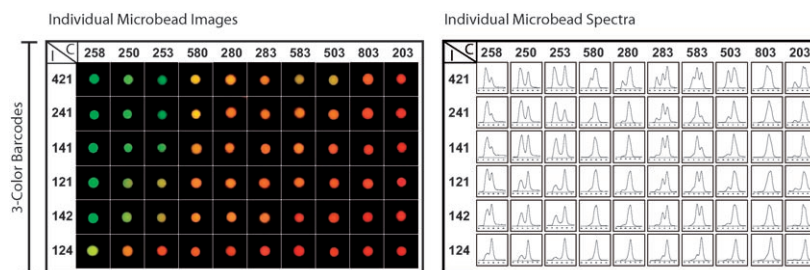 Individual Microbead Images
Individual Microbead Spectra
I C 258 250 253 580 280 283 583 503 803 203
421
241
141
121
142
124
3-Color Barcodes
I C 258 250 253 580 280 283 583 503 803 203
421
241
141
121
142
124